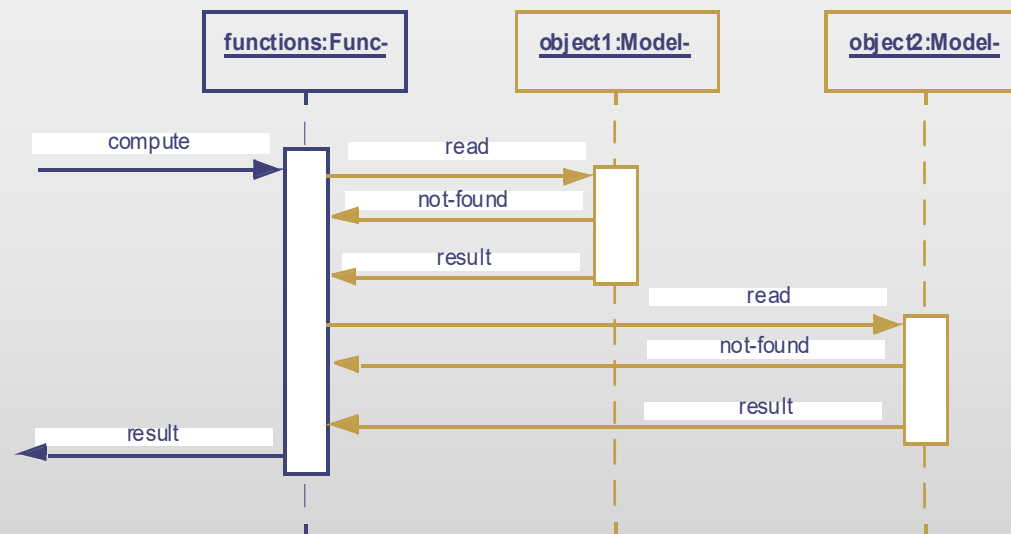 functions:Func-
object1:Model-
object2:Model-
compute
read
not-found
result
read
not-found
result
result